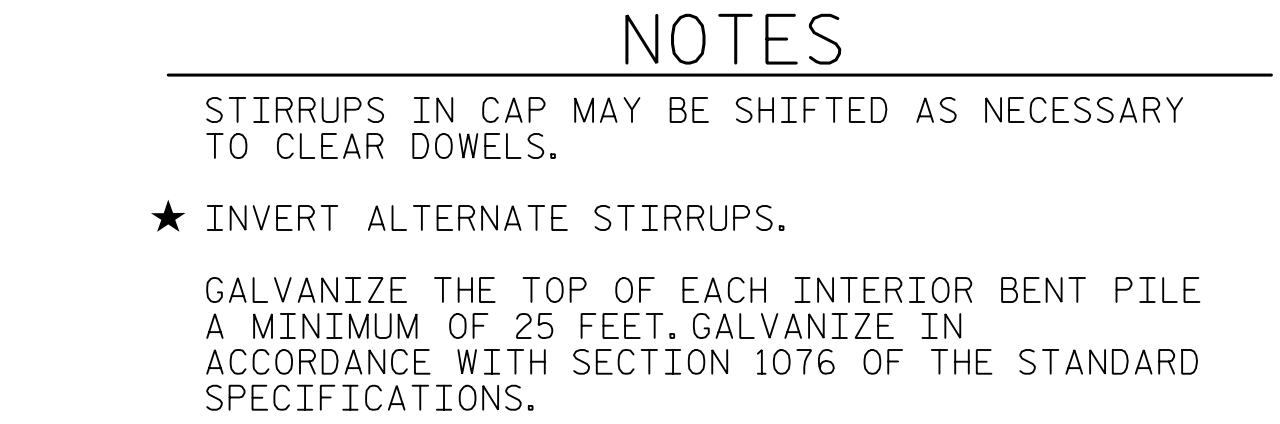 NOTES
STIRRUPS IN CAP MAY BE SHIFTED AS NECESSARY
TO CLEAR DOWELS.
★ INVERT ALTERNATE STIRRUPS.
GALVANIZE THE TOP OF EACH INTERIOR BENT PILE
A MINIMUM OF 25 FEET. GALVANIZE IN
ACCORDANCE WITH SECTION 1076 OF THE STANDARD
SPECIFICATIONS.